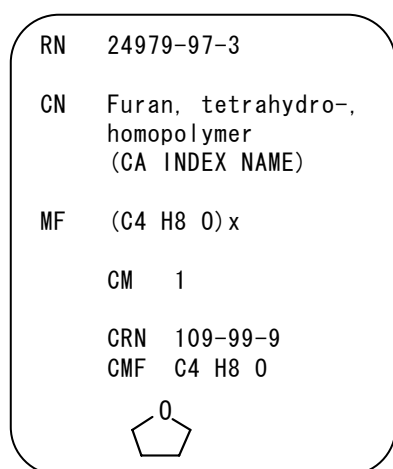 RN 24979-97-3
CN Furan, tetrahydro-,
homopolymer
(CA INDEX NAME)
MF (C4 H8 O)x
CM 1
CRN 109-99-9
CMF C4 H8 O
O